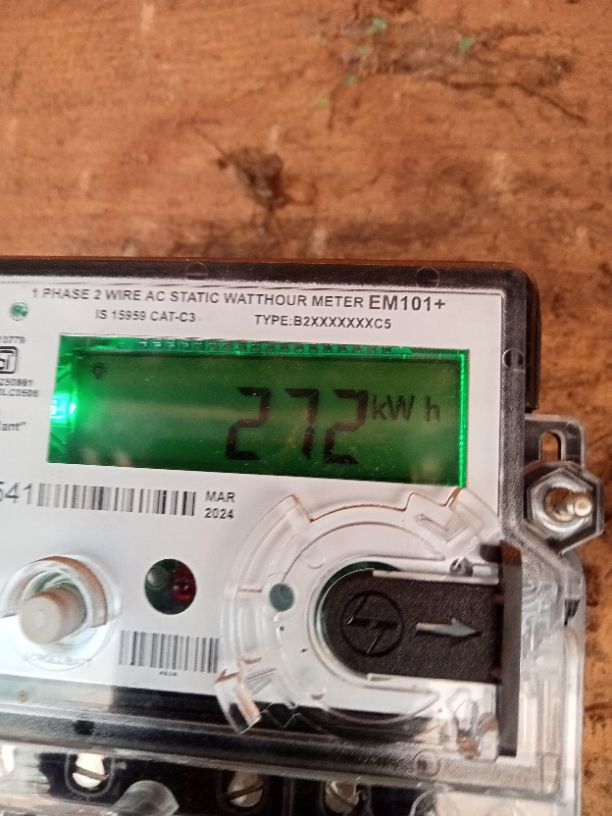 1 PHASE 2 WIRE AC STATIC WATTHOUR METER EM101+
IS 15959 CAT-C3 TYPE:B2XXXXXXXC5
272 kWh
541
MAR
2024